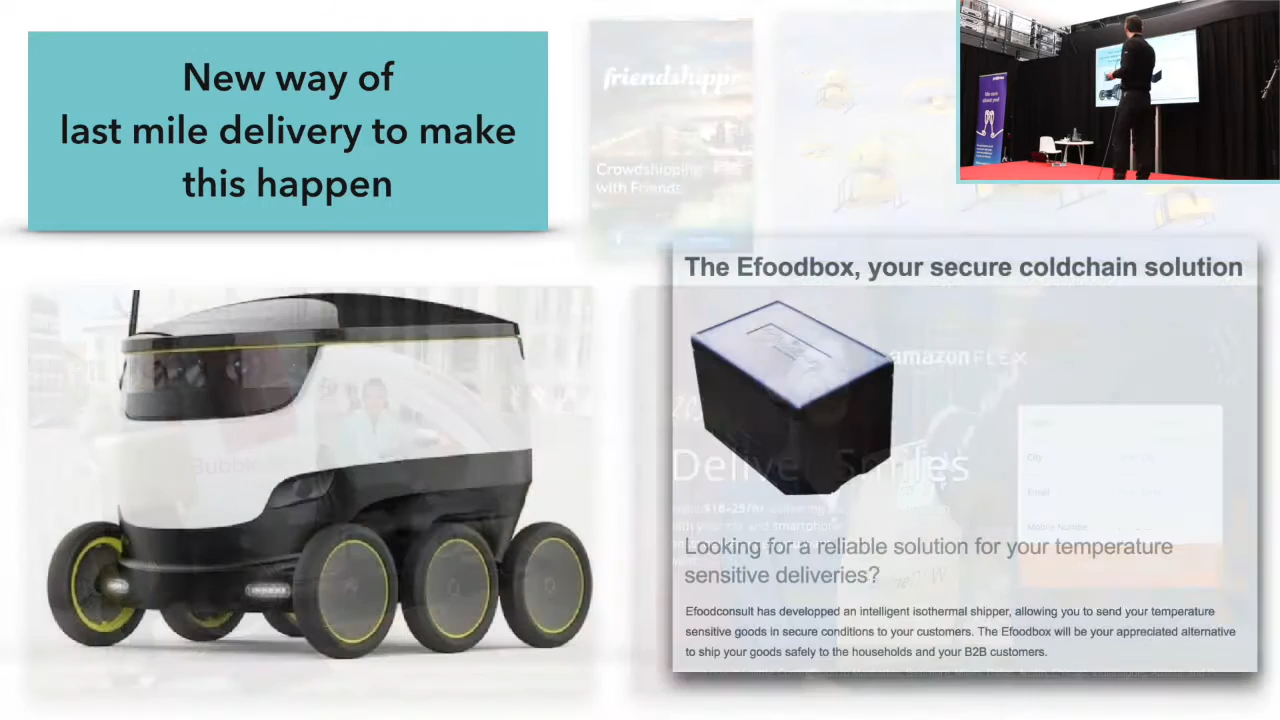 New way of
last mile delivery to make
this happen
friendshippr
Crowdshipping
with Friends
The Efoodbox, your secure coldchain solution
amazon FLEX
Bubble
Deliver Smiles
City
Email
Mobile Number
Looking for a reliable solution for your temperature
sensitive deliveries?
Efoodconsult has developped an intelligent isothermal shipper, allowing you to send your temperature
sensitive goods in secure conditions to your customers. The Efoodbox will be your appreciated alternative
to ship your goods safely to the households and your B2B customers.